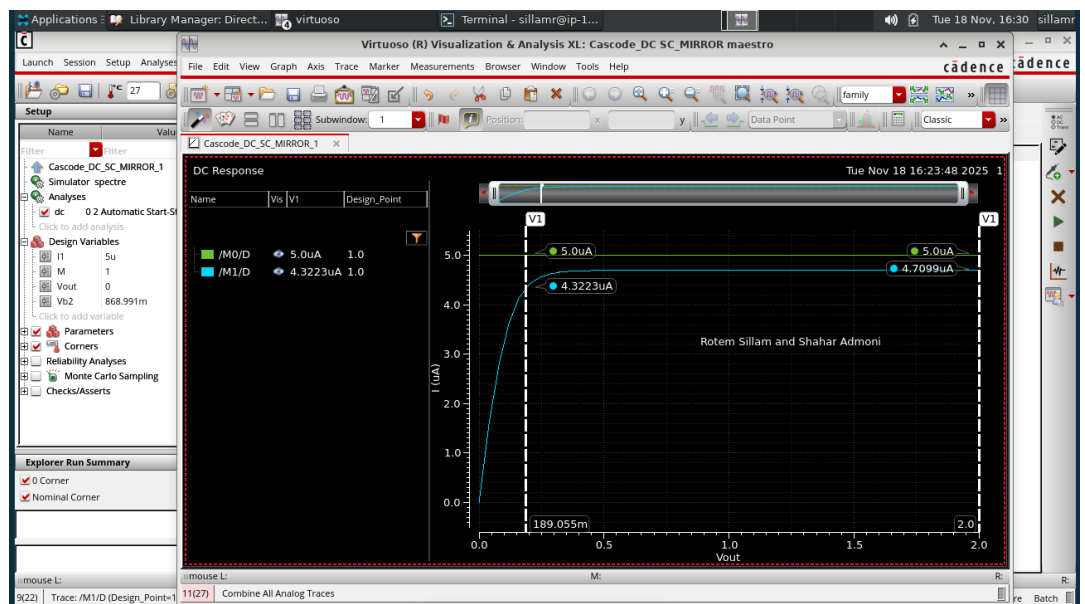 Applications : Library Manager: Direct... virtuoso Terminal - sillamr@ip-1... Tue 18 Nov, 16:30 sillamr
Virtuoso (R) Visualization & Analysis XL: Cascode_DC SC_MIRROR maestro
Launch Session Setup Analyses
File Edit View Graph Axis Trace Marker Measurements Browser Window Tools Help
cādence
ādence
27
family
Subwindow: 1 Position: x y Data Point Classic
Setup
Name Valu
Filter Filter
Cascode_DC_SC_MIRROR_1
Simulator spectre
Analyses
dc 0 2 Automatic Start-St
Click to add analysis
Design Variables
I1 5u
M 1
Vout 0
Vb2 868.991m
Click to add variable
Parameters
Corners
Reliability Analyses
Monte Carlo Sampling
Checks/Asserts
Explorer Run Summary
0 Corner
Nominal Corner
Cascode_DC_SC_MIRROR_1
DC Response
Tue Nov 18 16:23:48 2025 1
Name Vis V1 Design_Point
/M0/D 5.0uA 1.0
/M1/D 4.3223uA 1.0
V1 V1
5.0uA 5.0uA
4.7099uA
4.3223uA
Rotem Sillam and Shahar Admoni
I (uA)
5.0
4.0
3.0
2.0
1.0
0.0
189.055m 2.0
0.0 0.5 1.0 1.5 2.0
Vout
mouse L: M: R:
mouse L: R:
11(27) Combine All Analog Traces
9(22) Trace: /M1/D (Design_Point=1 re Batch